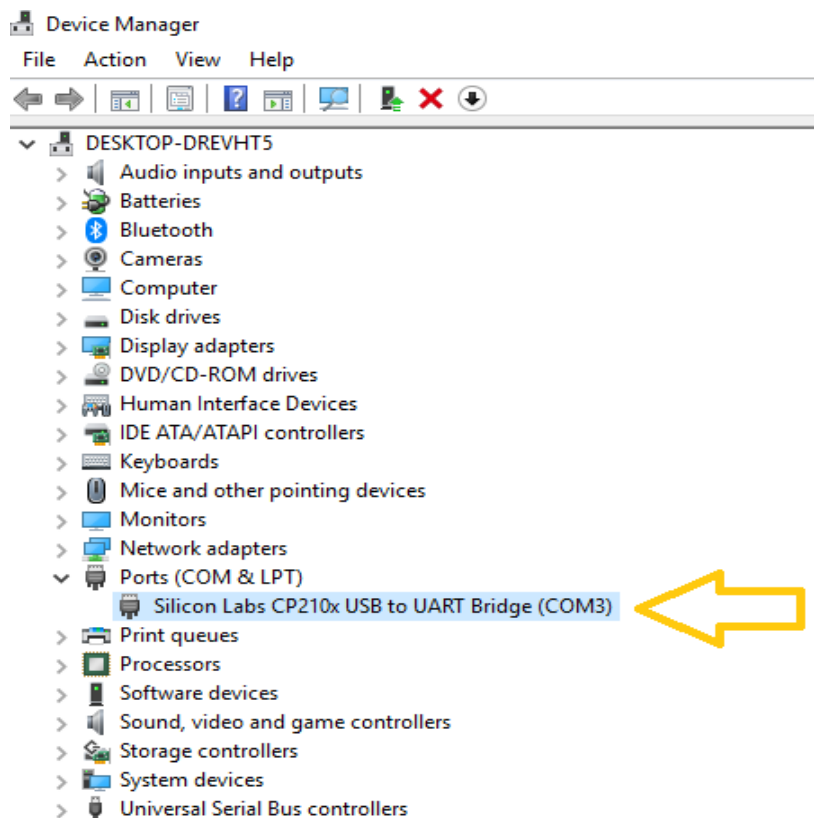 Device Manager
File Action View Help
DESKTOP-DREVHT5
Audio inputs and outputs
Batteries
Bluetooth
Cameras
Computer
Disk drives
Display adapters
DVD/CD-ROM drives
Human Interface Devices
IDE ATA/ATAPI controllers
Keyboards
Mice and other pointing devices
Monitors
Network adapters
Ports (COM & LPT)
Silicon Labs CP210x USB to UART Bridge (COM3)
Print queues
Processors
Software devices
Sound, video and game controllers
Storage controllers
System devices
Universal Serial Bus controllers